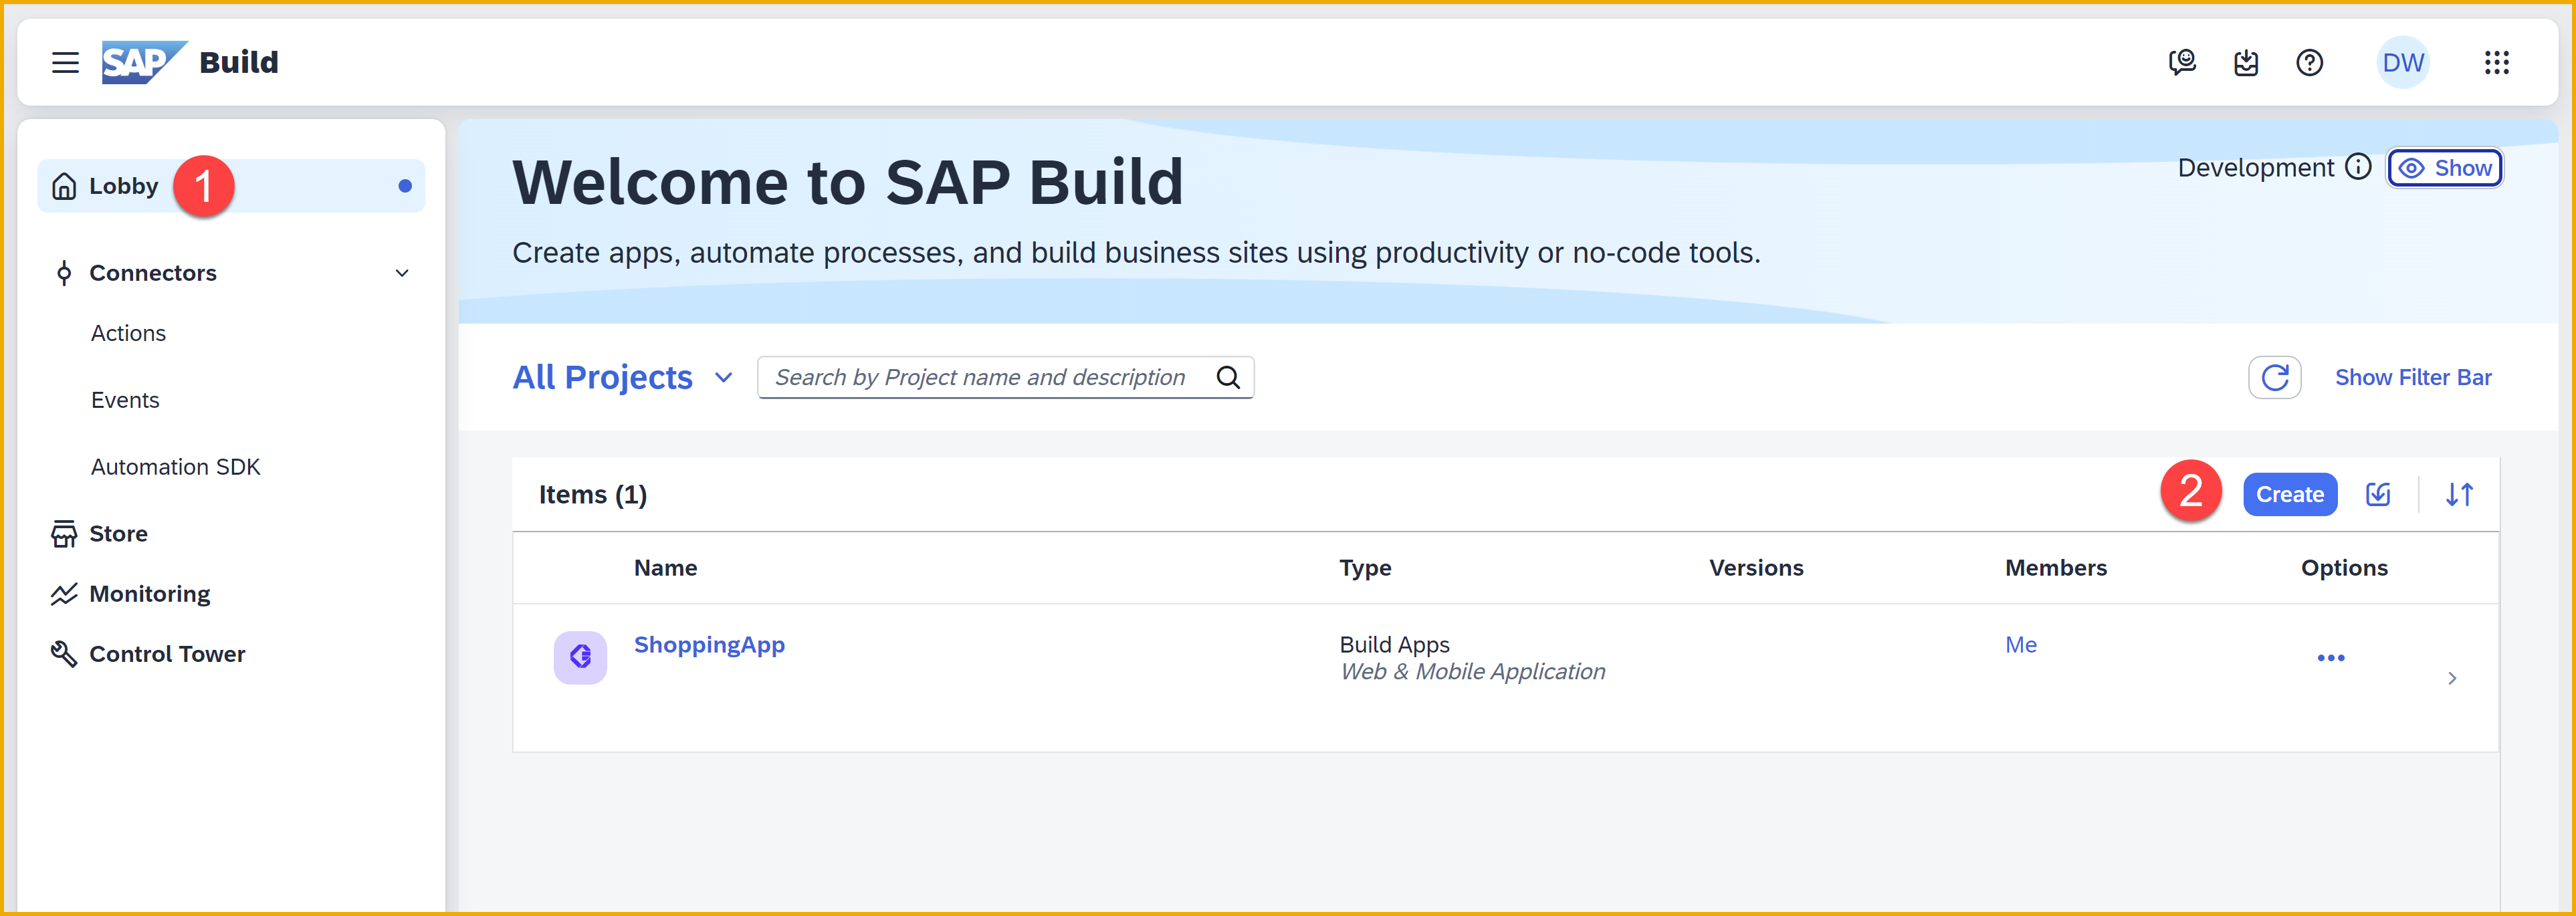 SAP Build
DW
Lobby 1
Connectors
Actions
Events
Automation SDK
Store
Monitoring
Control Tower
Welcome to SAP Build
Development Show
Create apps, automate processes, and build business sites using productivity or no-code tools.
All Projects Search by Project name and description Show Filter Bar
Items (1) 2 Create
Name Type Versions Members Options
ShoppingApp Build Apps Me
Web & Mobile Application